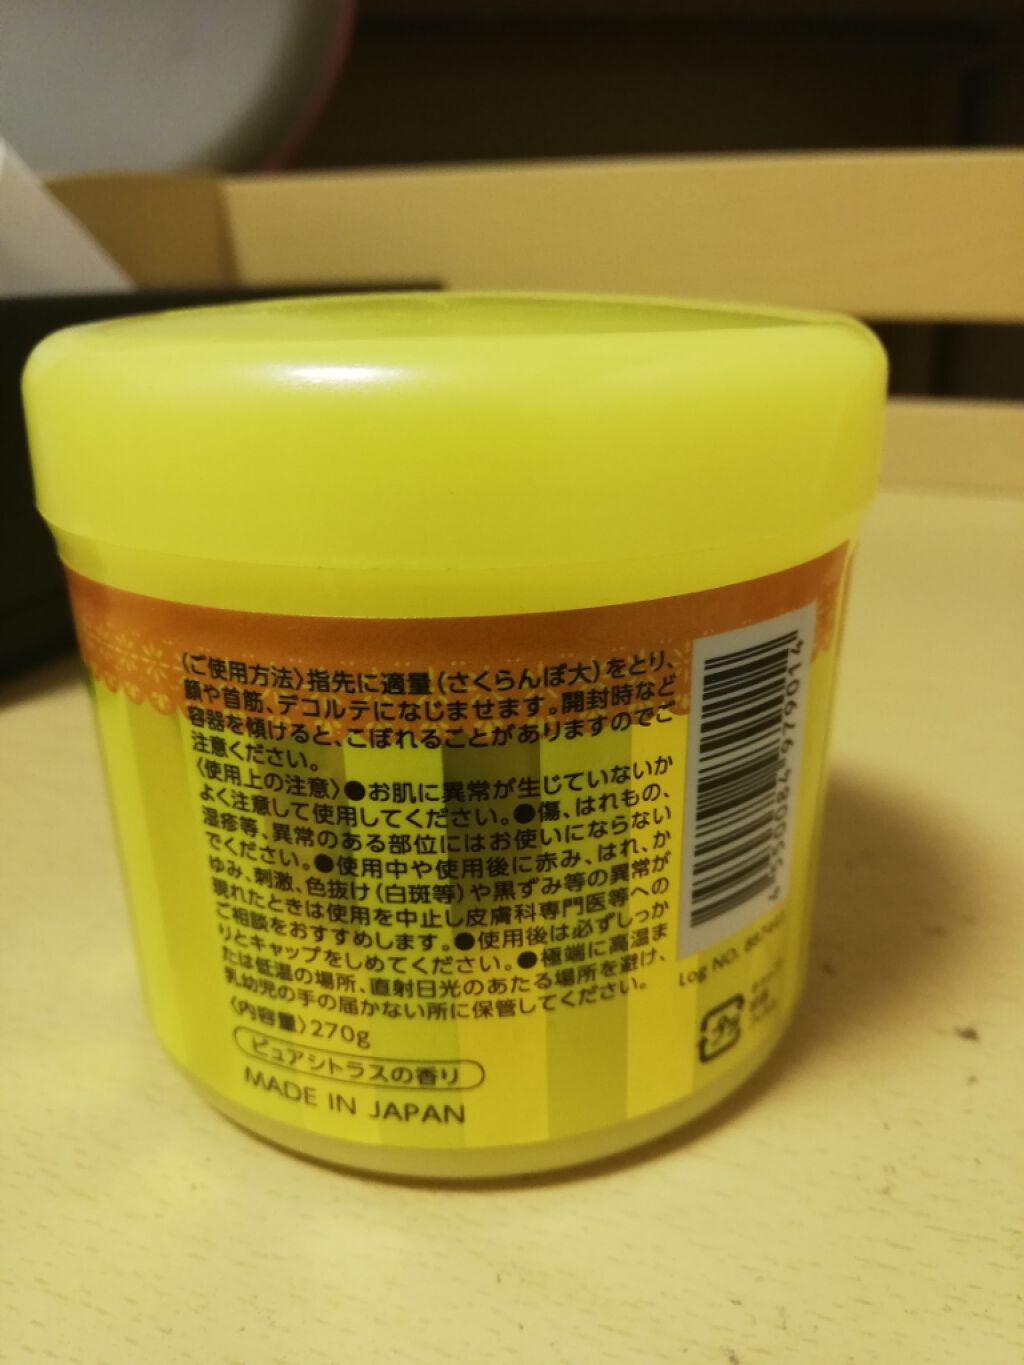 〈ご使用方法〉指先に適量(さくらんぼ大)をとり、
顔や首筋、デコルテになじませます。開封時など
容器を傾けると、こぼれることがありますのでご
注意ください。
〈使用上の注意〉●お肌に異常が生じていないか
よく注意して使用してください。●傷、はれもの、
湿疹等、異常のある部位にはお使いにならない
でください。●使用中や使用後に赤み、はれ、か
ゆみ、刺激、色抜け(白斑等)や黒ずみ等の異常が
現れたときは使用を中止し皮膚科専門医等への
ご相談をおすすめします。●使用後は必ずしっか
りとキャップをしめてください。●極端に高温ま
たは低温の場所、直射日光のあたる場所を避け、
乳幼児の手の届かない所に保管してください。
〈内容量〉270g
ピュアシトラスの香り
MADE IN JAPAN
4550084979014
Log NO.